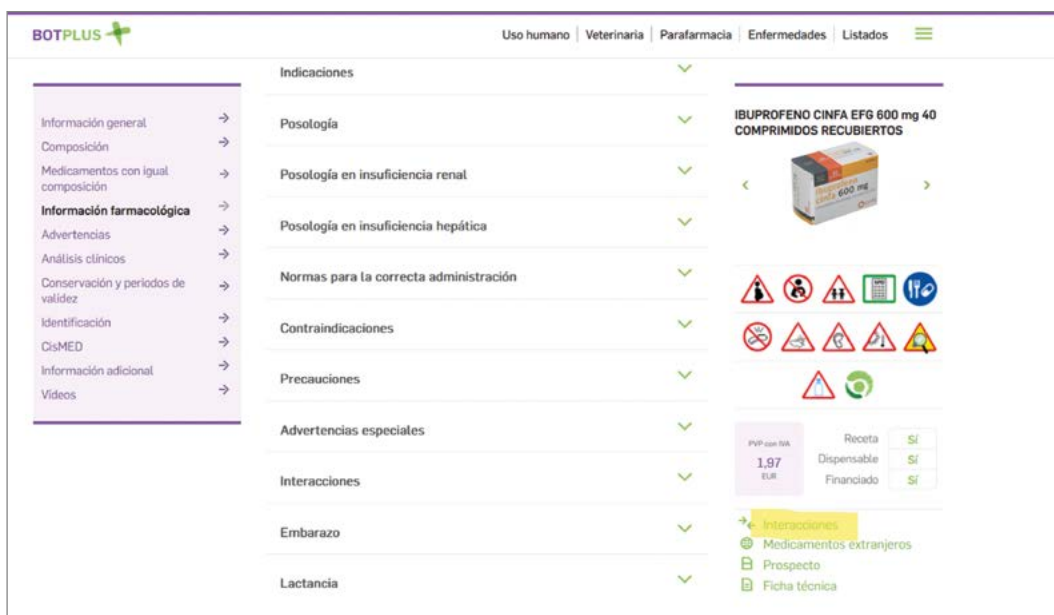 BOTPLUS
Uso humano Veterinaria Parafarmacia Enfermedades Listados
Información general
Composición
Medicamentos con igual
composición
Información farmacológica
Advertencias
Análisis clínicos
Conservación y periodos de
validez
Identificación
CisMED
Información adicional
Vídeos
Indicaciones
Posología
Posología en insuficiencia renal
Posología en insuficiencia hepática
Normas para la correcta administración
Contraindicaciones
Precauciones
Advertencias especiales
Interacciones
Embarazo
Lactancia
IBUPROFENO CINFA EFG 600 mg 40
COMPRIMIDOS RECUBIERTOS
ibuprofeno
cinfa 600 mg
PVP con IVA
1,97
EUR
Receta Sí
Dispensable Sí
Financiado Sí
Interacciones
Medicamentos extranjeros
Prospecto
Ficha técnica